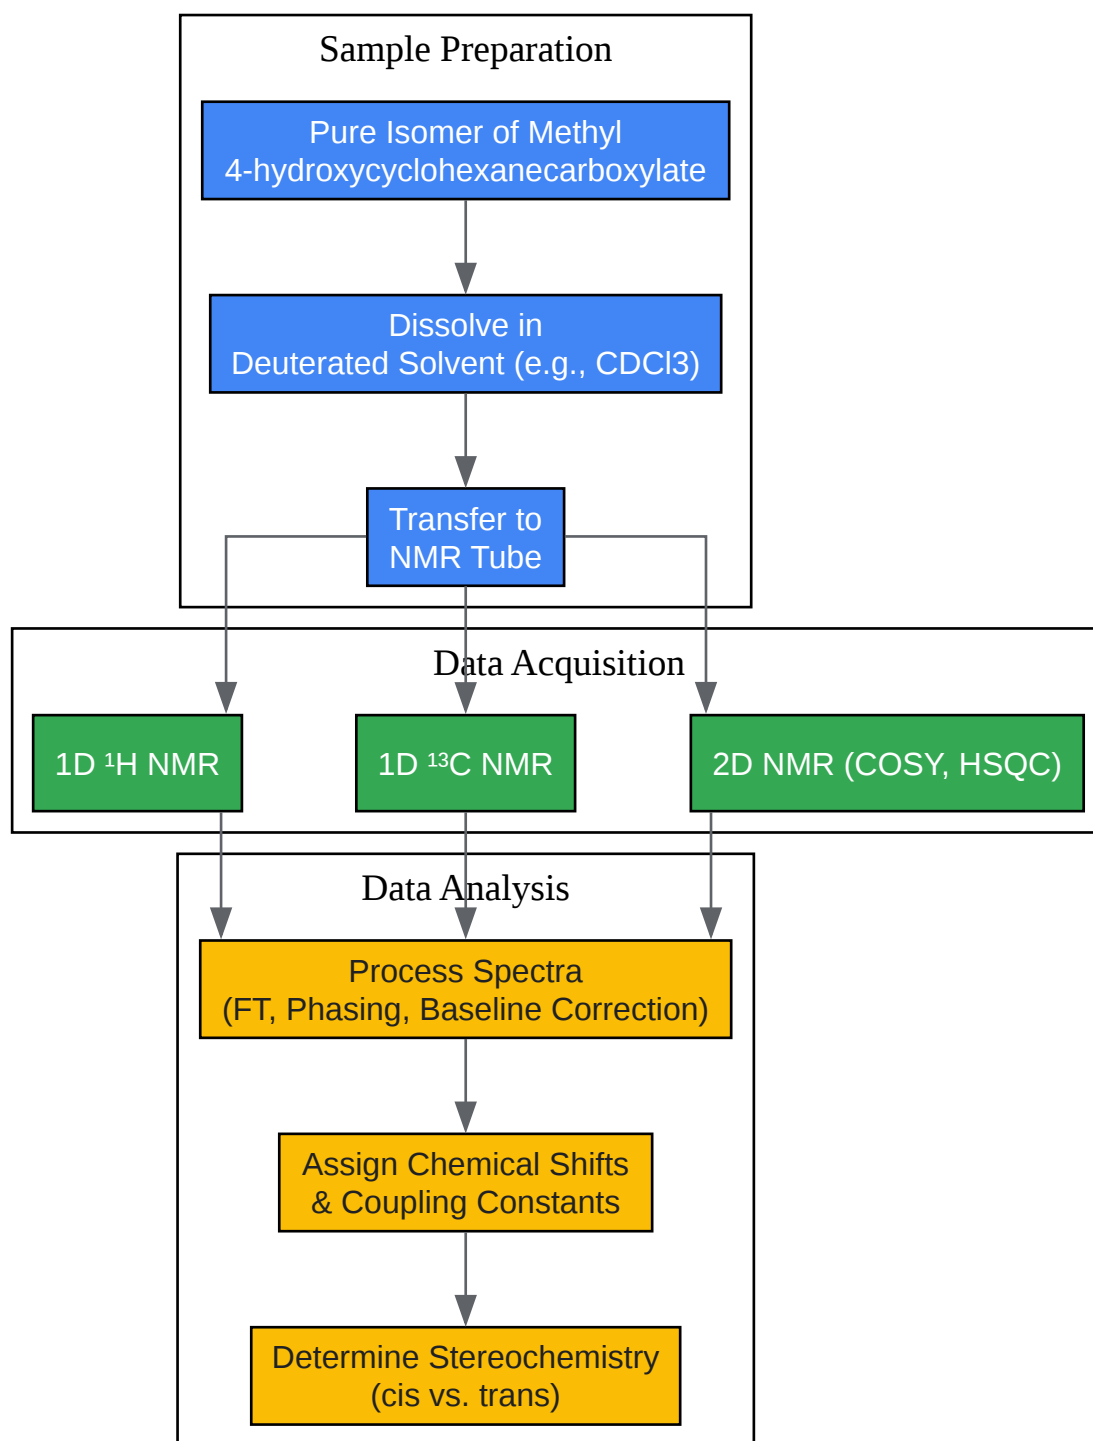 Sample Preparation
Pure Isomer of Methyl
4-hydroxycyclohexanecarboxylate
Dissolve in
Deuterated Solvent (e.g., CDCl3)
Transfer to
NMR Tube
Data Acquisition
1D ¹H NMR
1D ¹³C NMR
2D NMR (COSY, HSQC)
Data Analysis
Process Spectra
(FT, Phasing, Baseline Correction)
Assign Chemical Shifts
& Coupling Constants
Determine Stereochemistry
(cis vs. trans)